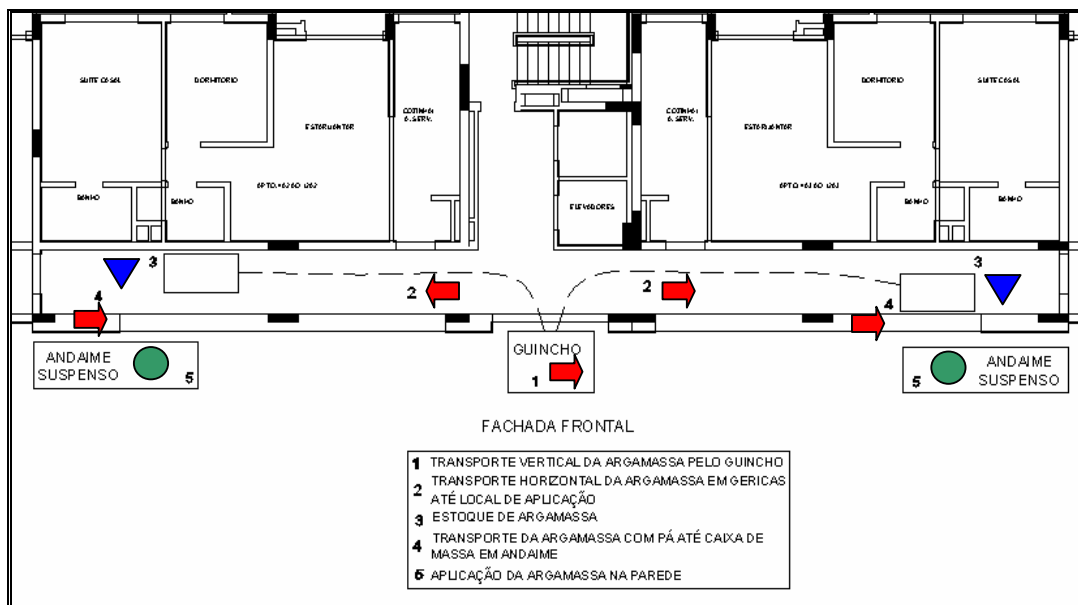 SUITE CASAL
DORMITORIO
COZINHA
A. SERV.
ESTAR/JANTAR
BANHO
BANHO
ELEVADORES
COZINHA
A. SERV.
ESTAR/JANTAR
DORMITORIO
SUITE CASAL
BANHO
BANHO
3
2
4
2
3
4
ANDAIME
SUSPENSO
5
GUINCHO
1
5
ANDAIME
SUSPENSO
FACHADA FRONTAL
1 TRANSPORTE VERTICAL DA ARGAMASSA PELO GUINCHO
2 TRANSPORTE HORIZONTAL DA ARGAMASSA EM GERICAS
ATÉ LOCAL DE APLICAÇÃO
3 ESTOQUE DE ARGAMASSA
4 TRANSPORTE DA ARGAMASSA COM PÁ ATÉ CAIXA DE
MASSA EM ANDAIME
5 APLICAÇÃO DA ARGAMASSA NA PAREDE